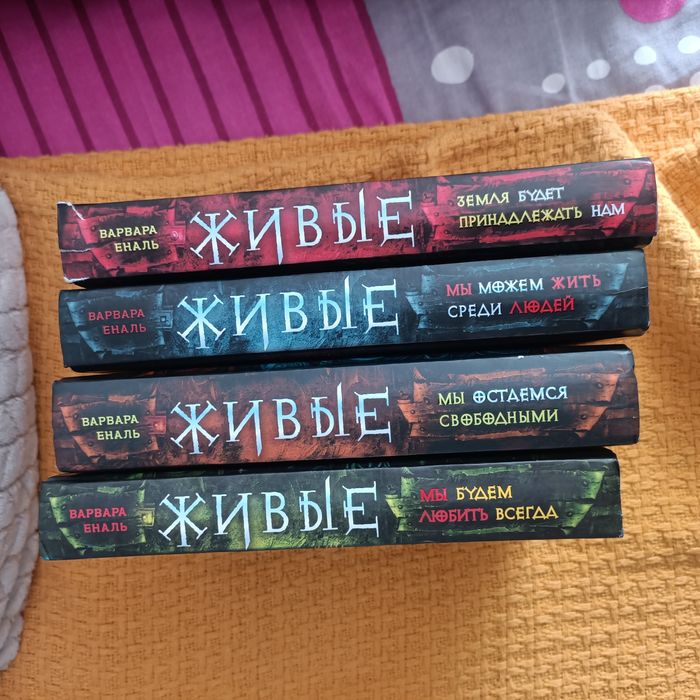 ВАРВАРА
ЕНАЛЬ
ЖИВЫЕ
ЗЕМЛЯ БУДЕТ
ПРИНАДЛЕЖАТЬ НАМ
ВАРВАРА
ЕНАЛЬ
ЖИВЫЕ
МЫ МОЖЕМ ЖИТЬ
СРЕДИ ЛЮДЕЙ
ВАРВАРА
ЕНАЛЬ
ЖИВЫЕ
МЫ ОСТАЕМСЯ
СВОБОДНЫМИ
ВАРВАРА
ЕНАЛЬ
ЖИВЫЕ
МЫ БУДЕМ
ЛЮБИТЬ ВСЕГДА